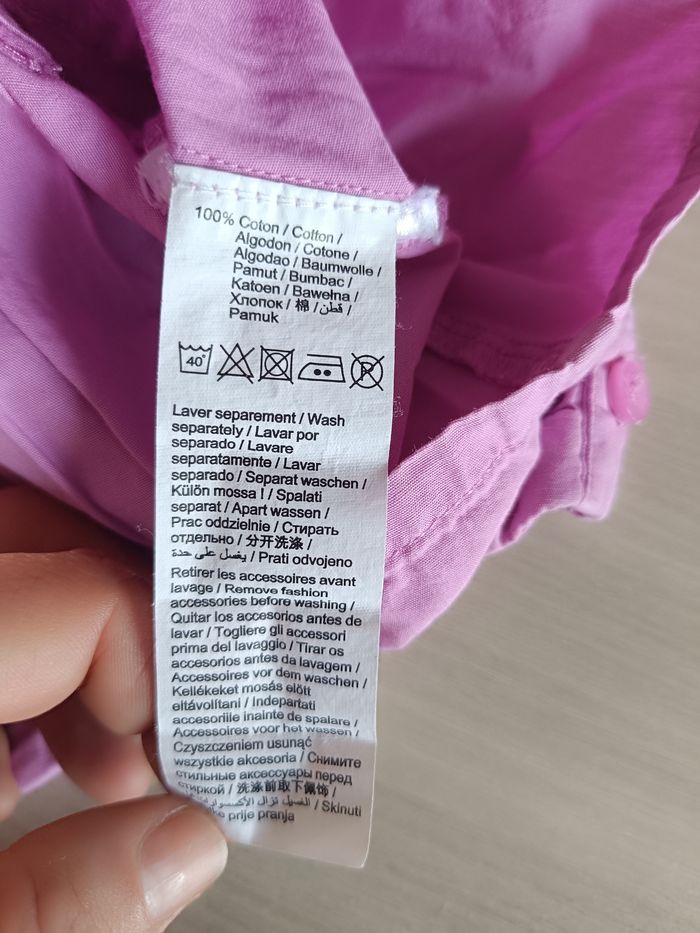 100% Coton / Cotton /
Algodon / Cotone /
Algodao / Baumwolle /
Pamut / Bumbac /
Katoen / Bawełna /
Хлопок / 棉 / قطن /
Pamuk
40°
P
Laver separement / Wash
separately / Lavar por
separado / Lavare
separatamente / Lavar
separado / Separat waschen /
Külön mossa ! / Spalati
separat / Apart wassen /
Prac oddzielnie / Стирать
отдельно / 分开洗涤 /
يغسل على حدة / Prati odvojeno
Retirer les accessoires avant
lavage / Remove fashion
accessories before washing /
Quitar los accesorios antes de
lavar / Togliere gli accessori
prima del lavaggio / Tirar os
accesorios antes da lavagem /
Accessoires vor dem waschen /
Kellékeket mosás elött
eltávolítani / Indepartati
accesoriile inainte de spalare /
Accessoires voor het wassen /
Czyszczeniem usunąć
wszystkie akcesoria / Снимите
стильные аксессуары перед
стиркой / 洗涤前取下佩饰 /
الغسيل / Skinuti
prije pranja